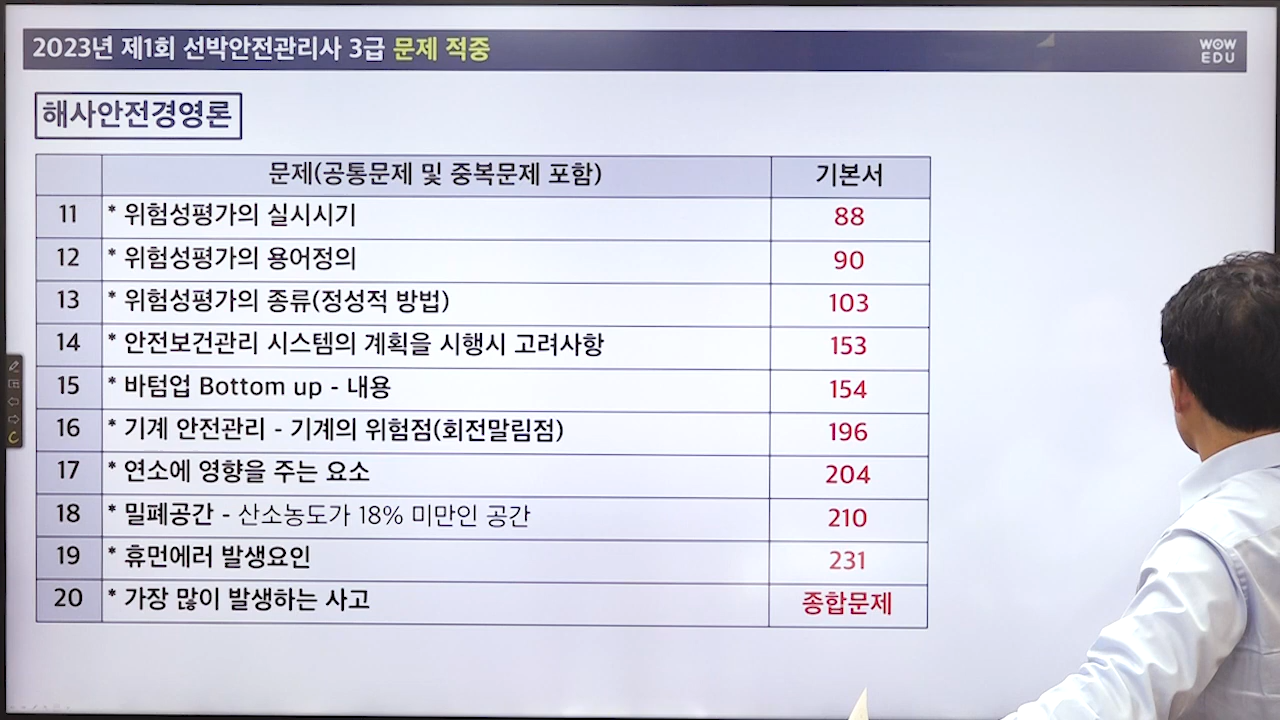 2023년 제1회 선박안전관리사 3급 문제 적중
WOW
EDU
해사안전경영론
문제(공통문제 및 중복문제 포함) 기본서
11 * 위험성평가의 실시시기 88
12 * 위험성평가의 용어정의 90
13 * 위험성평가의 종류(정성적 방법) 103
14 * 안전보건관리 시스템의 계획을 시행시 고려사항 153
15 * 바텀업 Bottom up - 내용 154
16 * 기계 안전관리 - 기계의 위험점(회전말림점) 196
17 * 연소에 영향을 주는 요소 204
18 * 밀폐공간 - 산소농도가 18% 미만인 공간 210
19 * 휴먼에러 발생요인 231
20 * 가장 많이 발생하는 사고 종합문제